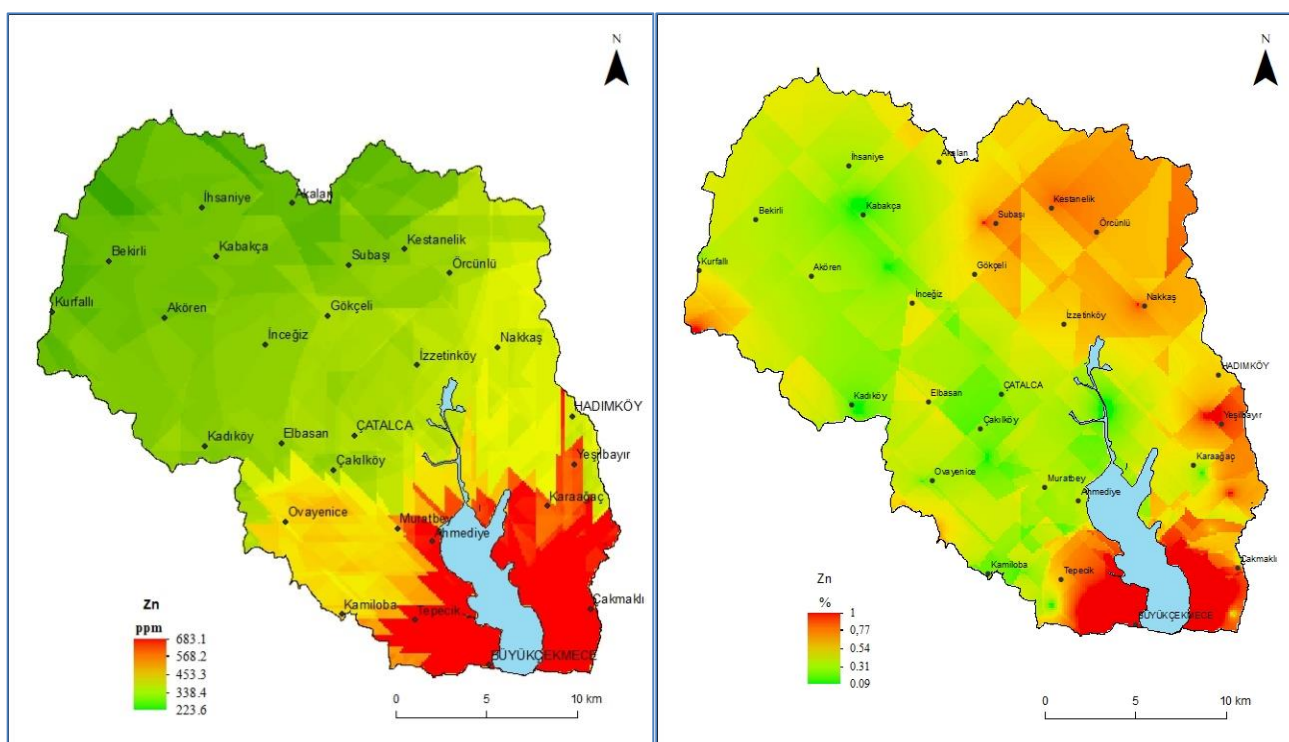 N
İhsaniye
Akalan
Bekirli
Kabakça
Subaşı
Kestanelik
Örcünlü
Kurfallı
Akören
Gökçeli
İnceğiz
İzzetinköy
Nakkaş
HADIMKÖY
Kadıköy
Elbasan
ÇATALCA
Çakılköy
Yeşilbayır
Ovayenice
Muratbey
Karaağaç
Ahmediye
Kamiloba
Tepecik
Çakmaklı
BÜYÜKÇEKMECE
Zn
ppm
683.1
568.2
453.3
338.4
223.6
0 5 10 km
N
İhsaniye
Akalan
Bekirli
Kabakça
Subaşı
Kestanelik
Örcünlü
Kurfallı
Akören
Gökçeli
İnceğiz
İzzetinköy
Nakkaş
HADIMKÖY
Kadıköy
Elbasan
ÇATALCA
Çakılköy
Yeşilbayır
Karaağaç
Ovayenice
Muratbey
Ahmediye
Kamiloba
Tepecik
Çakmaklı
BÜYÜKÇEKMECE
Zn
%
1
0,77
0.54
0.31
0.09
0 5 10 km